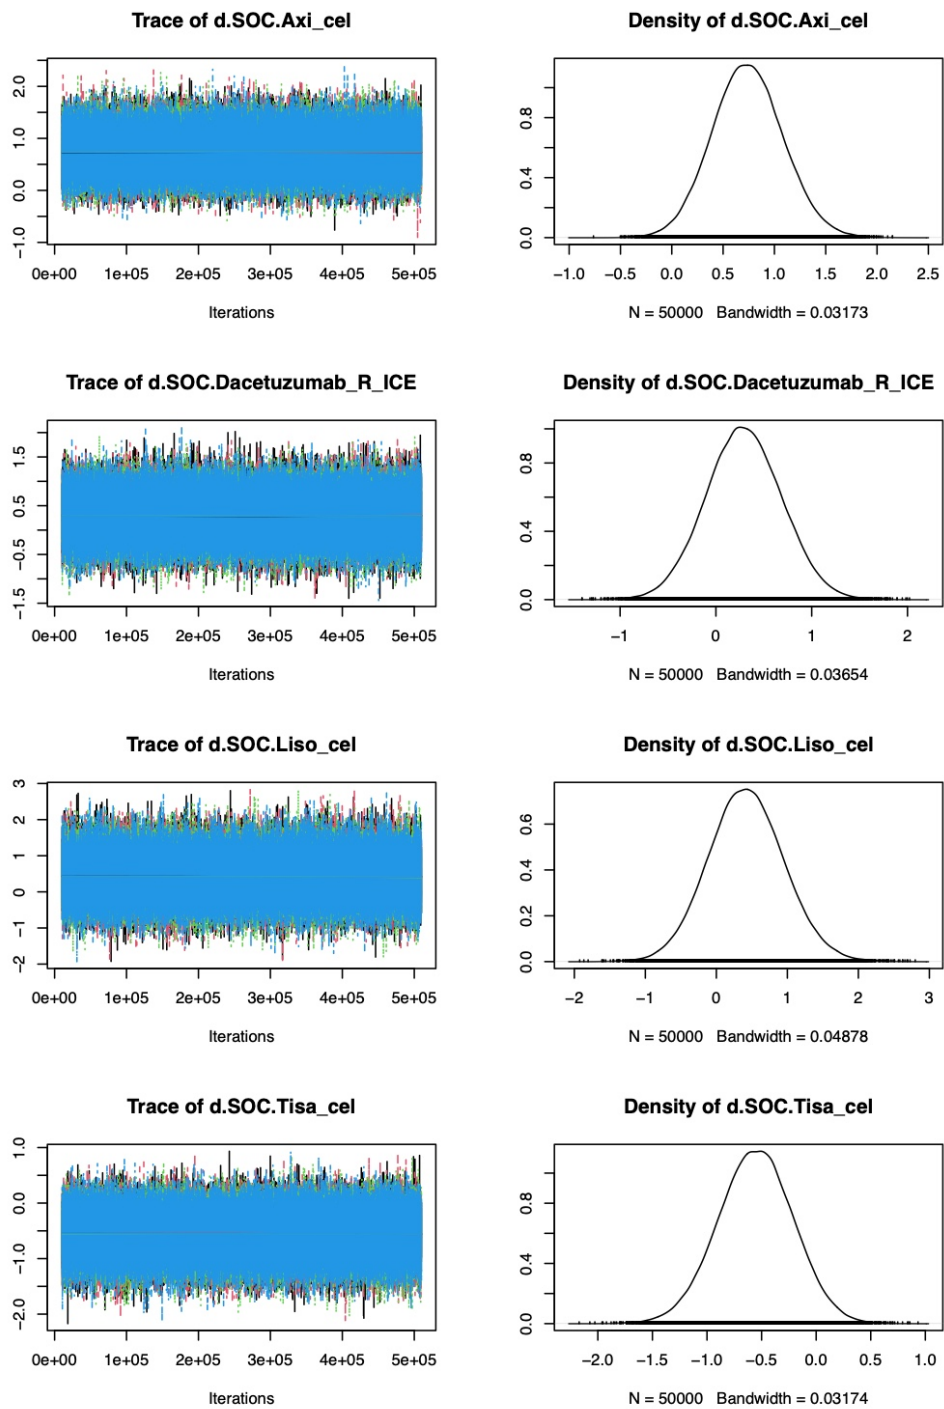 Trace of d.SOC.Axi_cel
2.0
1.0
0.0
−1.0
0e+00 1e+05 2e+05 3e+05 4e+05 5e+05
Iterations
Density of d.SOC.Axi_cel
0.8
0.4
0.0
−1.0 −0.5 0.0 0.5 1.0 1.5 2.0 2.5
N = 50000 Bandwidth = 0.03173
Trace of d.SOC.Dacetuzumab_R_ICE
1.5
0.5
−0.5
−1.5
0e+00 1e+05 2e+05 3e+05 4e+05 5e+05
Iterations
Density of d.SOC.Dacetuzumab_R_ICE
0.8
0.4
0.0
−1 0 1 2
N = 50000 Bandwidth = 0.03654
Trace of d.SOC.Liso_cel
3
2
1
0
−1
−2
0e+00 1e+05 2e+05 3e+05 4e+05 5e+05
Iterations
Density of d.SOC.Liso_cel
0.6
0.4
0.2
0.0
−2 −1 0 1 2 3
N = 50000 Bandwidth = 0.04878
Trace of d.SOC.Tisa_cel
1.0
0.0
−1.0
−2.0
0e+00 1e+05 2e+05 3e+05 4e+05 5e+05
Iterations
Density of d.SOC.Tisa_cel
0.8
0.4
0.0
−2.0 −1.5 −1.0 −0.5 0.0 0.5 1.0
N = 50000 Bandwidth = 0.03174